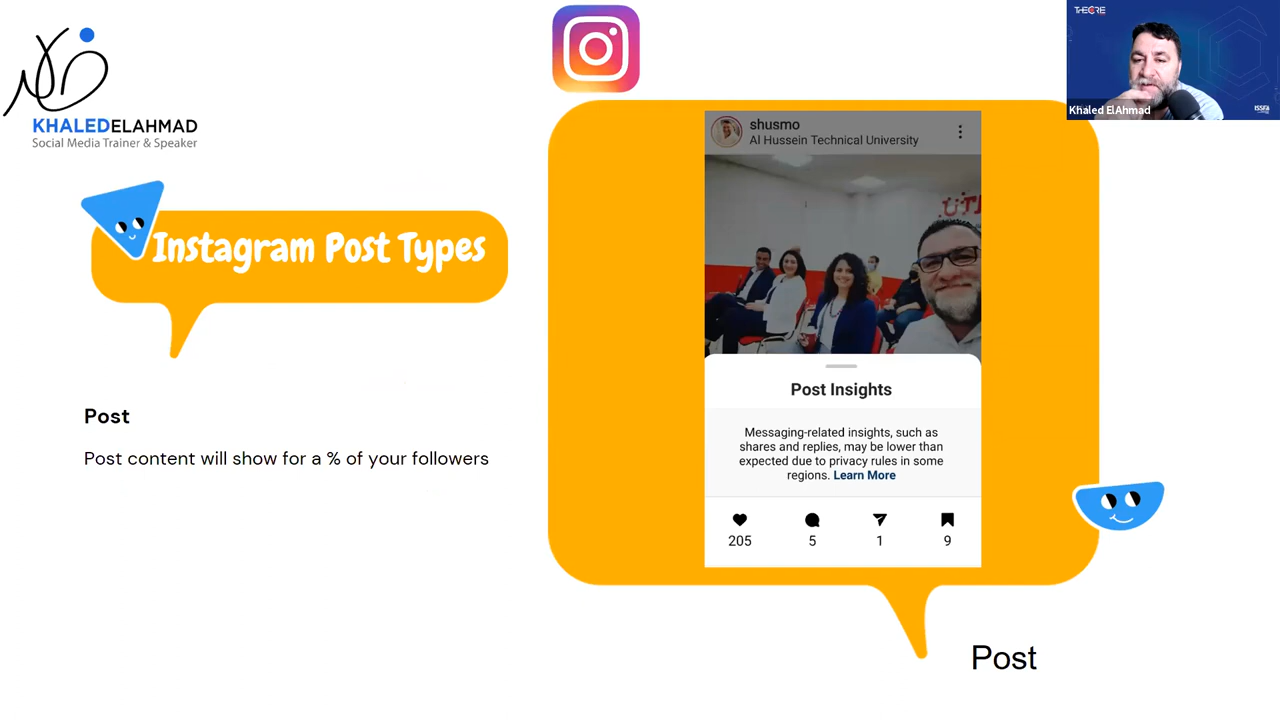 KHALEDELAHMAD
Social Media Trainer & Speaker
Instagram Post Types
Post
Post content will show for a % of your followers
shusmo
Al Hussein Technical University
Post Insights
Messaging-related insights, such as
shares and replies, may be lower than
expected due to privacy rules in some
regions. Learn More
205 5 1 9
Post
THECORE
Khaled ElAhmad
ISSFA